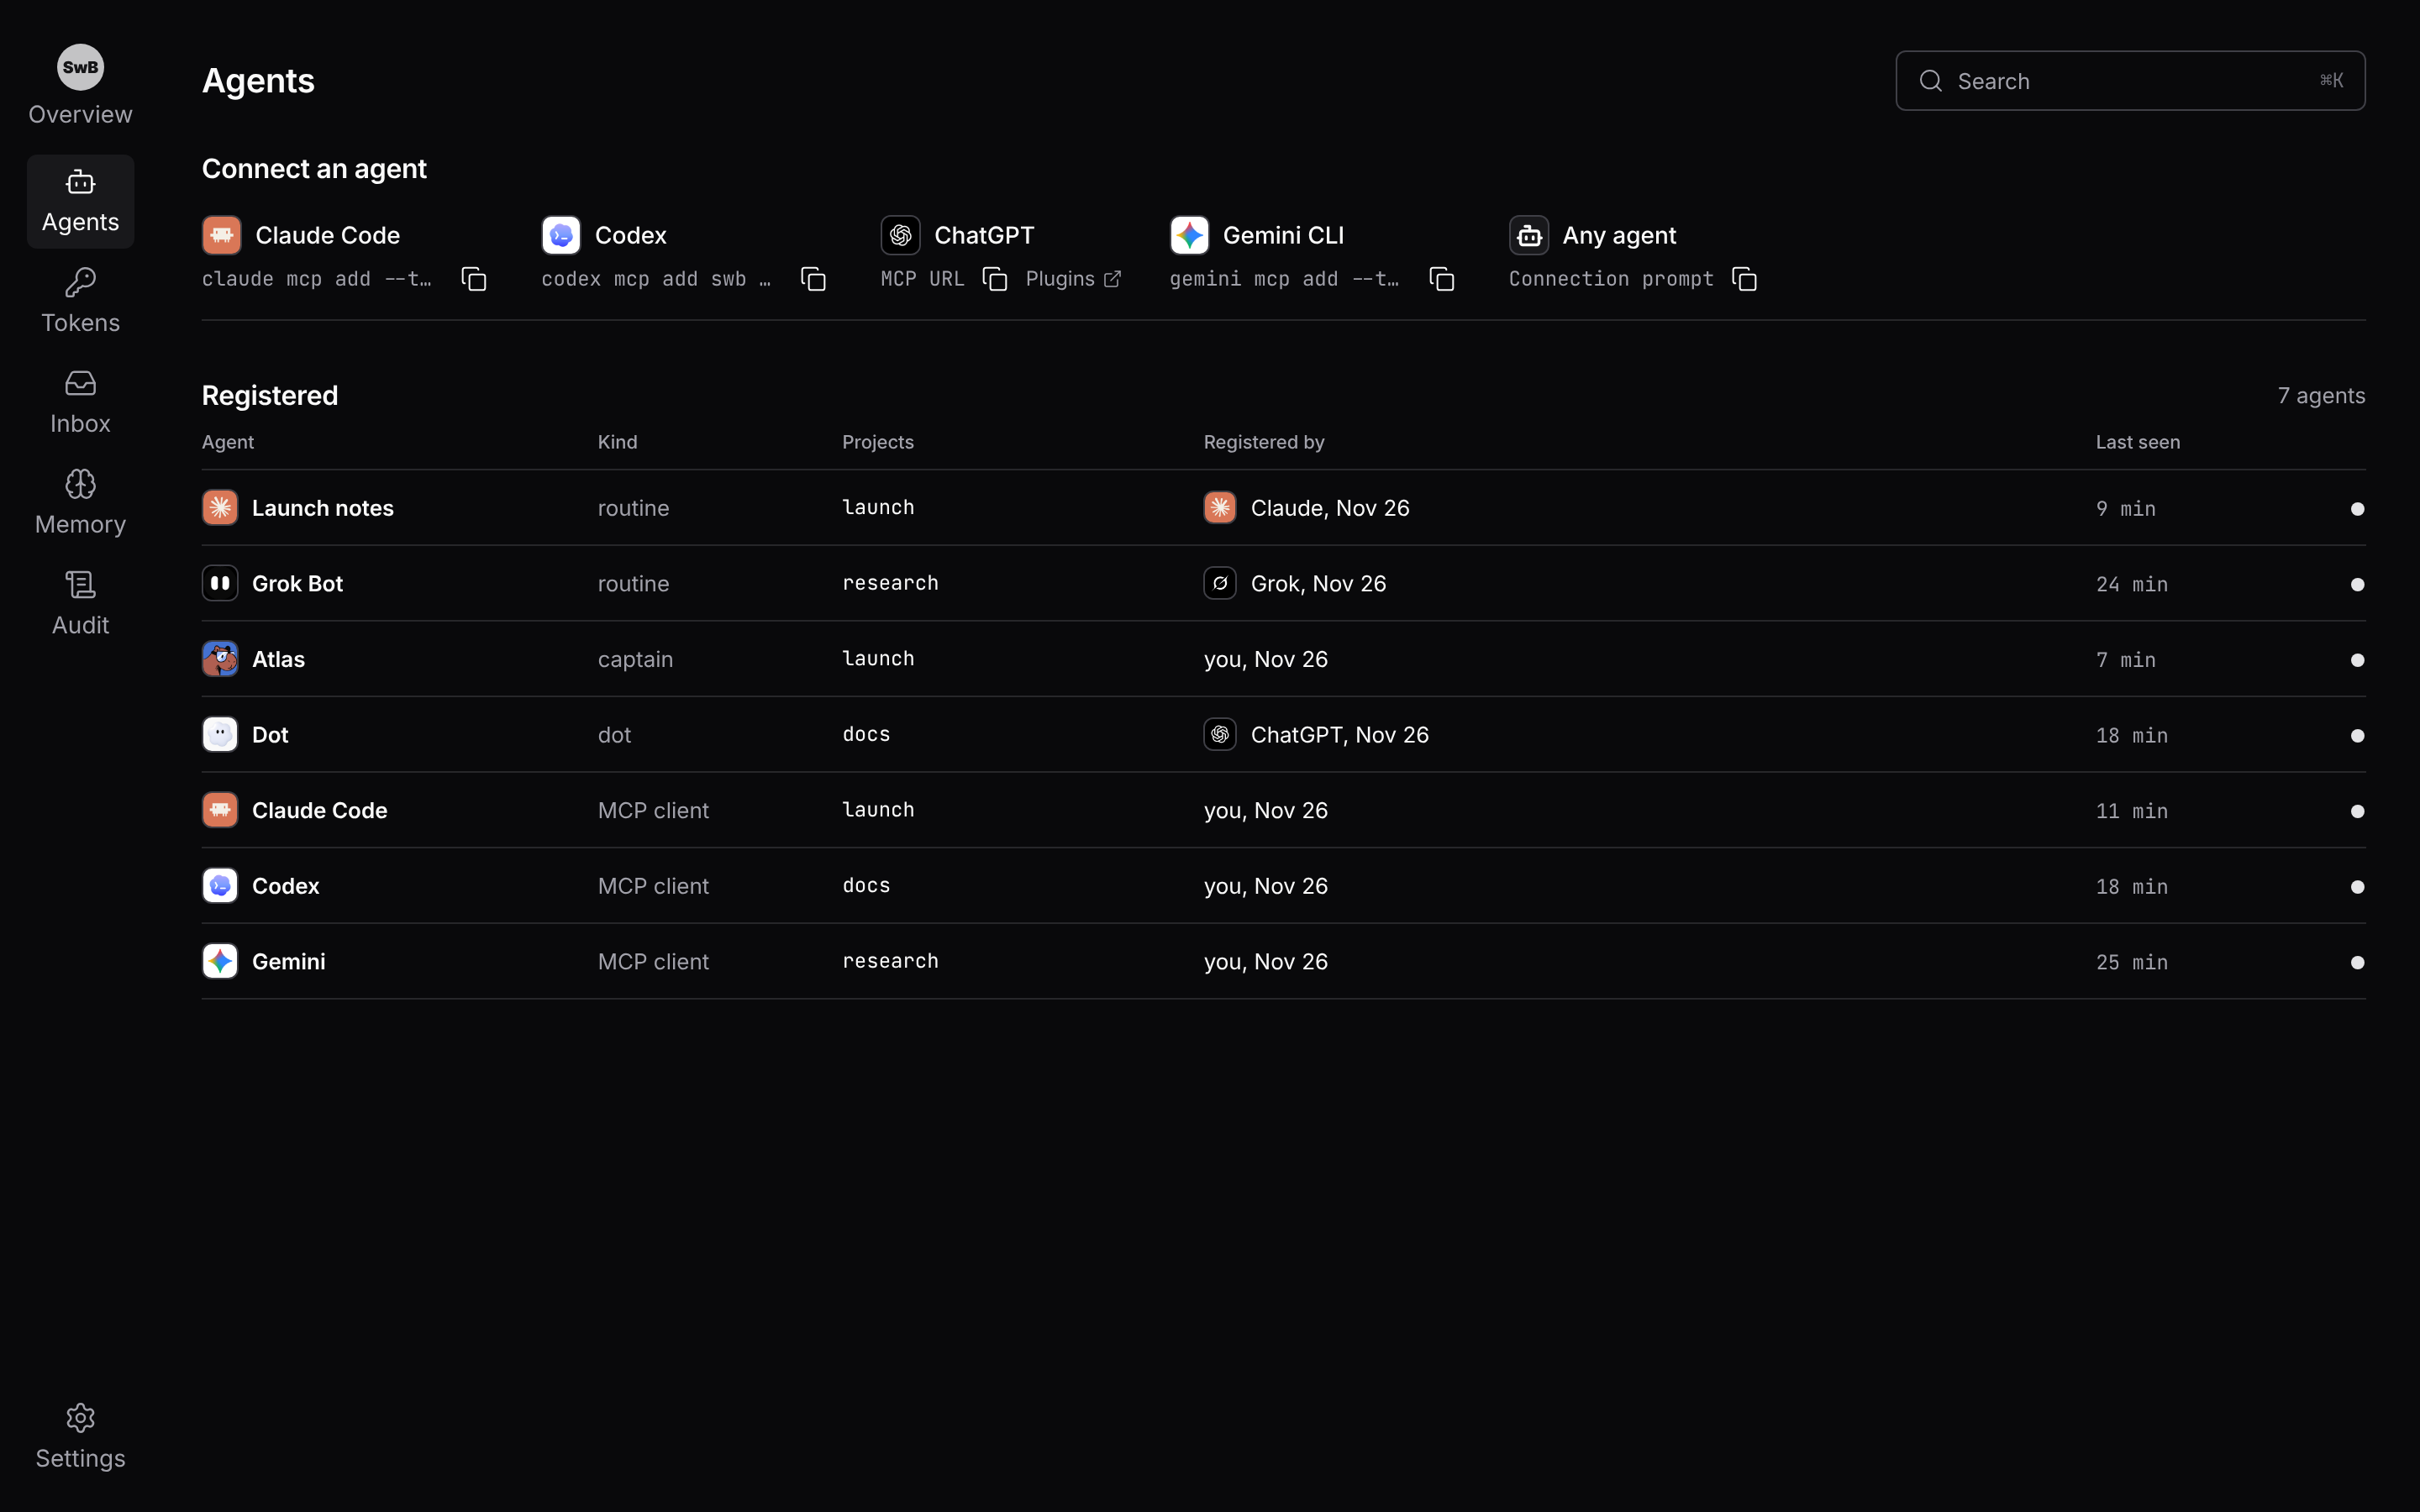 SwB
Overview
Agents
Tokens
Inbox
Memory
Audit
Settings
Agents
Search ⌘K
Connect an agent
Claude Code
claude mcp add --t…
Codex
codex mcp add swb …
ChatGPT
MCP URL Plugins
Gemini CLI
gemini mcp add --t…
Any agent
Connection prompt
Registered 7 agents
Agent Kind Projects Registered by Last seen
Launch notes routine launch Claude, Nov 26 9 min
Grok Bot routine research Grok, Nov 26 24 min
Atlas captain launch you, Nov 26 7 min
Dot dot docs ChatGPT, Nov 26 18 min
Claude Code MCP client launch you, Nov 26 11 min
Codex MCP client docs you, Nov 26 18 min
Gemini MCP client research you, Nov 26 25 min